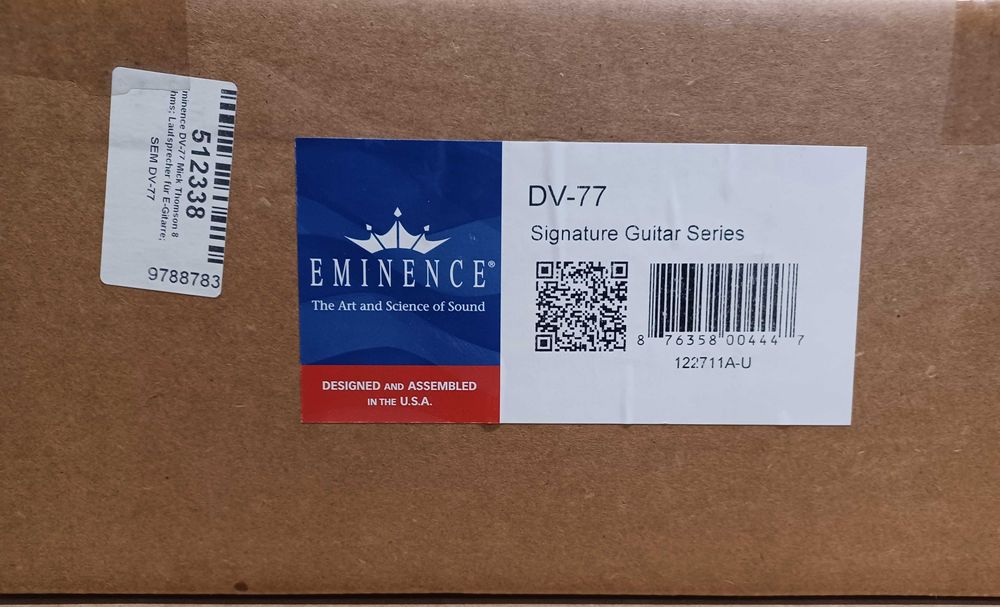 512338
minence DV-77 Mick Thomson 8
hms; Lautsprecher für E-Gitarre;
SEM DV-77
9788783
EMINENCE®
The Art and Science of Sound
DESIGNED AND ASSEMBLED
IN THE U.S.A.
DV-77
Signature Guitar Series
8 76358 00444 7
122711A-U